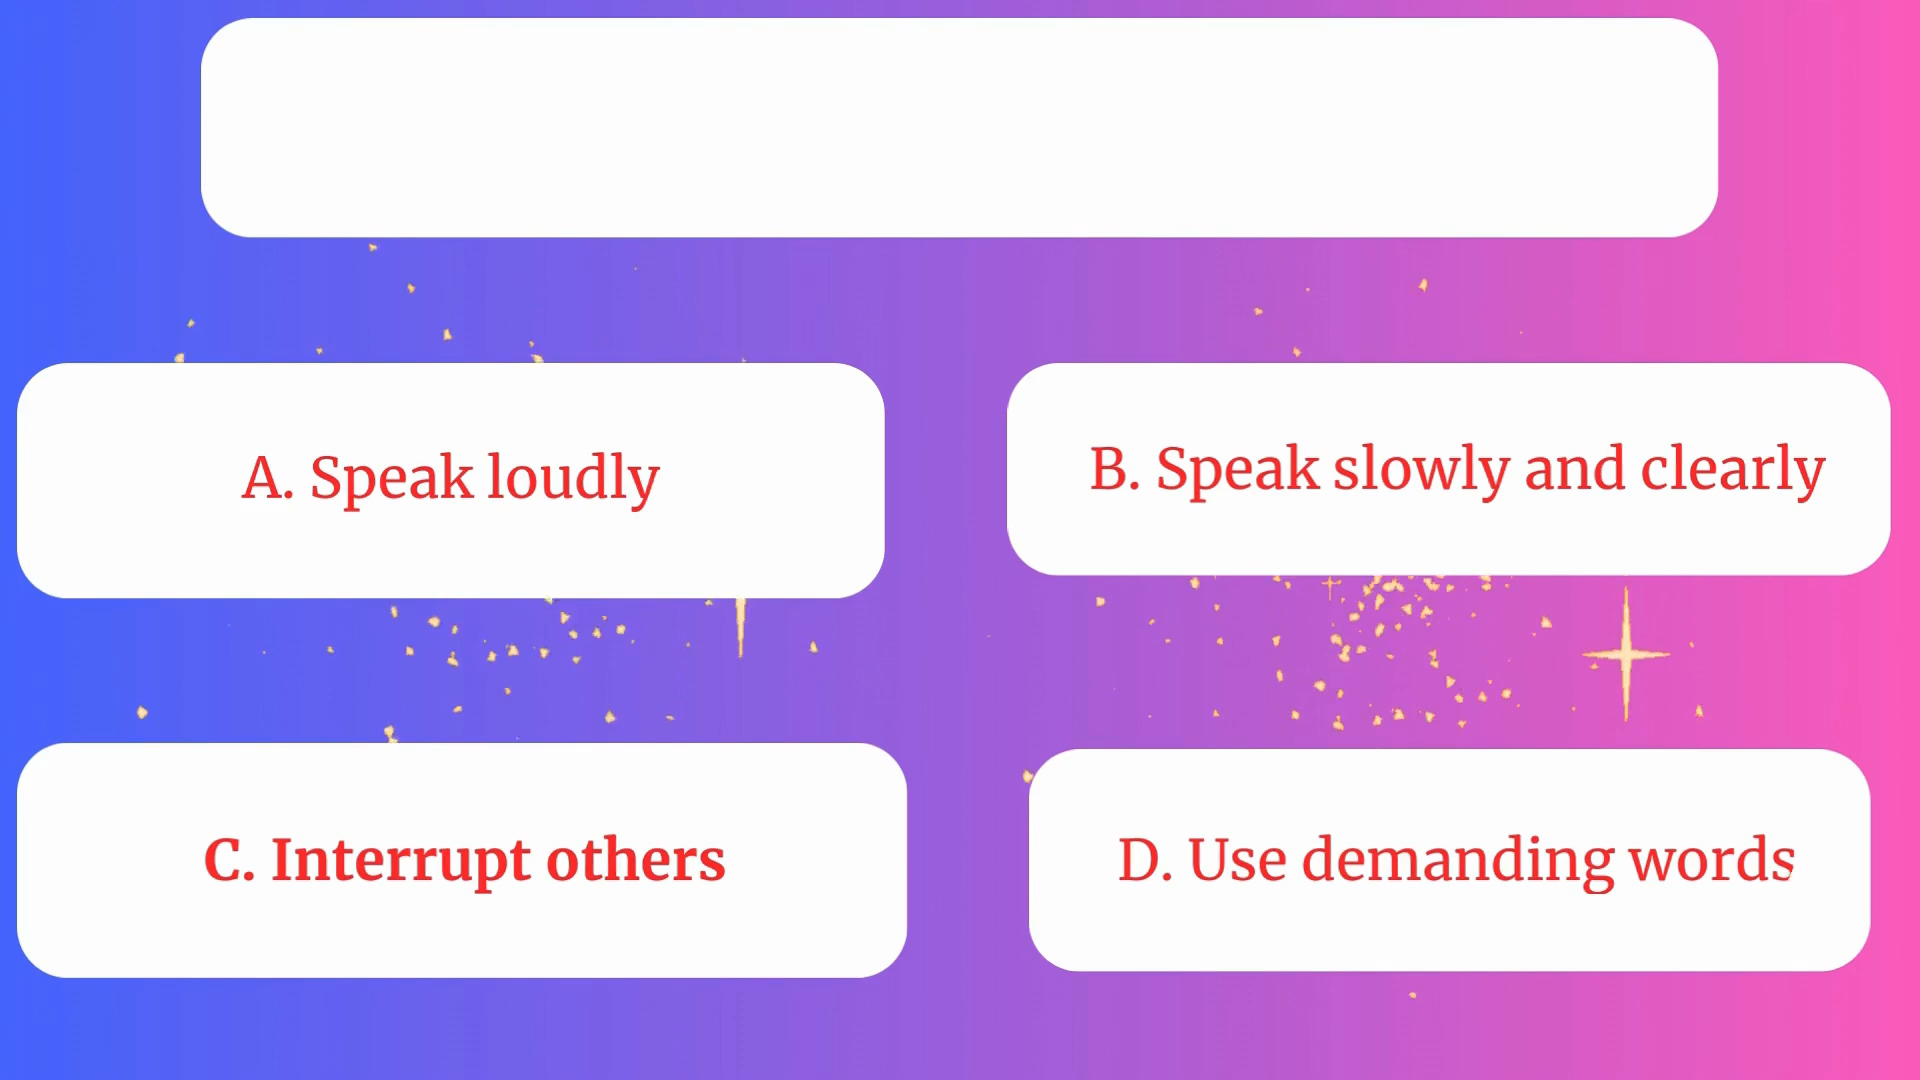 A. Speak loudly
B. Speak slowly and clearly
C. Interrupt others
D. Use demanding words